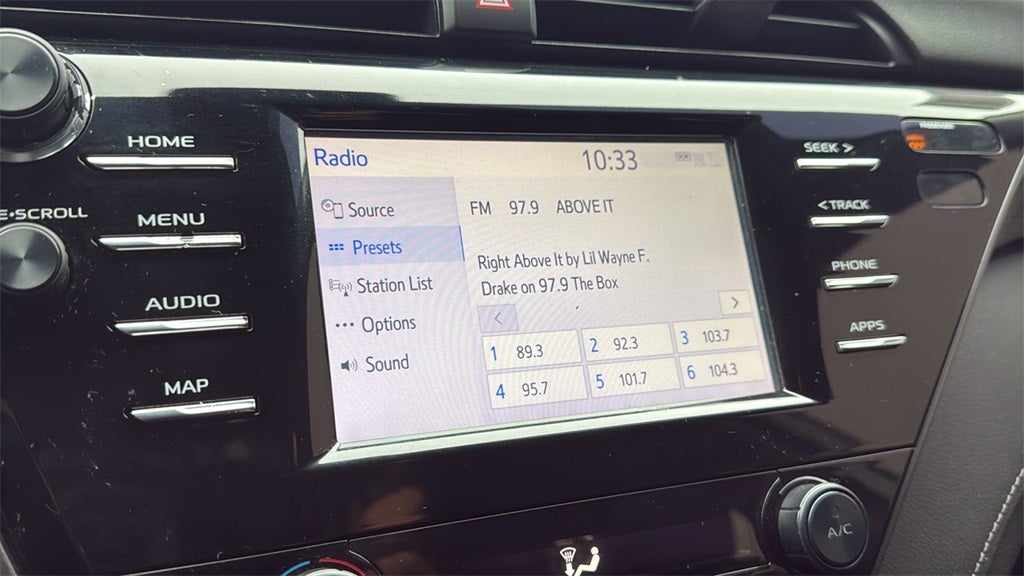 HOME
E•SCROLL
MENU
AUDIO
MAP
Radio
10:33
Source
Presets
Station List
Options
Sound
FM 97.9 ABOVE IT
Right Above It by Lil Wayne F.
Drake on 97.9 The Box
< >
1 89.3
2 92.3
3 103.7
4 95.7
5 101.7
6 104.3
SEEK >
< TRACK
PHONE
APPS
PASSENGER
OFF
A/C